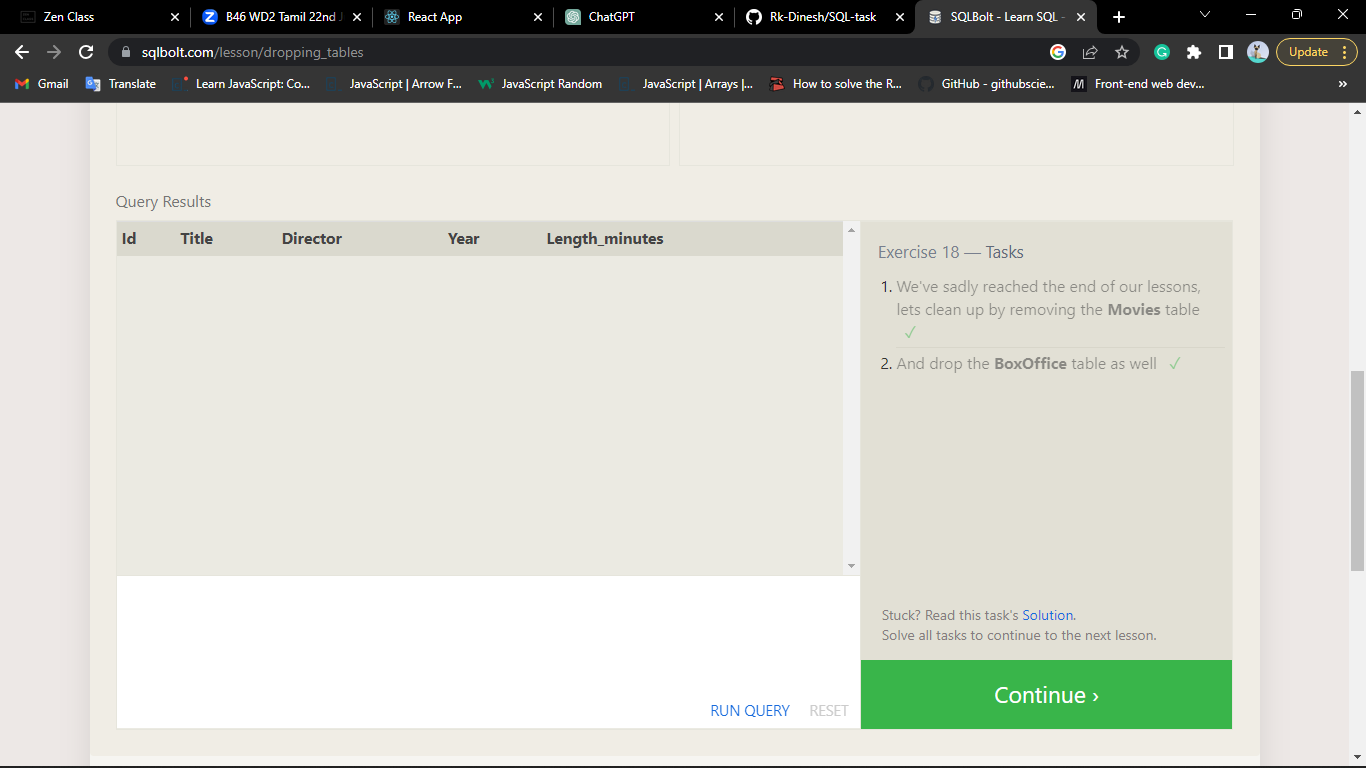 Zen Class
B46 WD2 Tamil 22nd J
React App
ChatGPT
Rk-Dinesh/SQL-task
SQLBolt - Learn SQL -
sqlbolt.com/lesson/dropping_tables
Update
Gmail
Translate
Learn JavaScript: Co...
JavaScript | Arrow F...
JavaScript Random
JavaScript | Arrays |...
How to solve the R...
GitHub - githubscie...
Front-end web dev...
Query Results
Id Title Director Year Length_minutes
Exercise 18 — Tasks
1. We've sadly reached the end of our lessons,
lets clean up by removing the Movies table
✓
2. And drop the BoxOffice table as well ✓
Stuck? Read this task's Solution.
Solve all tasks to continue to the next lesson.
RUN QUERY RESET
Continue ›